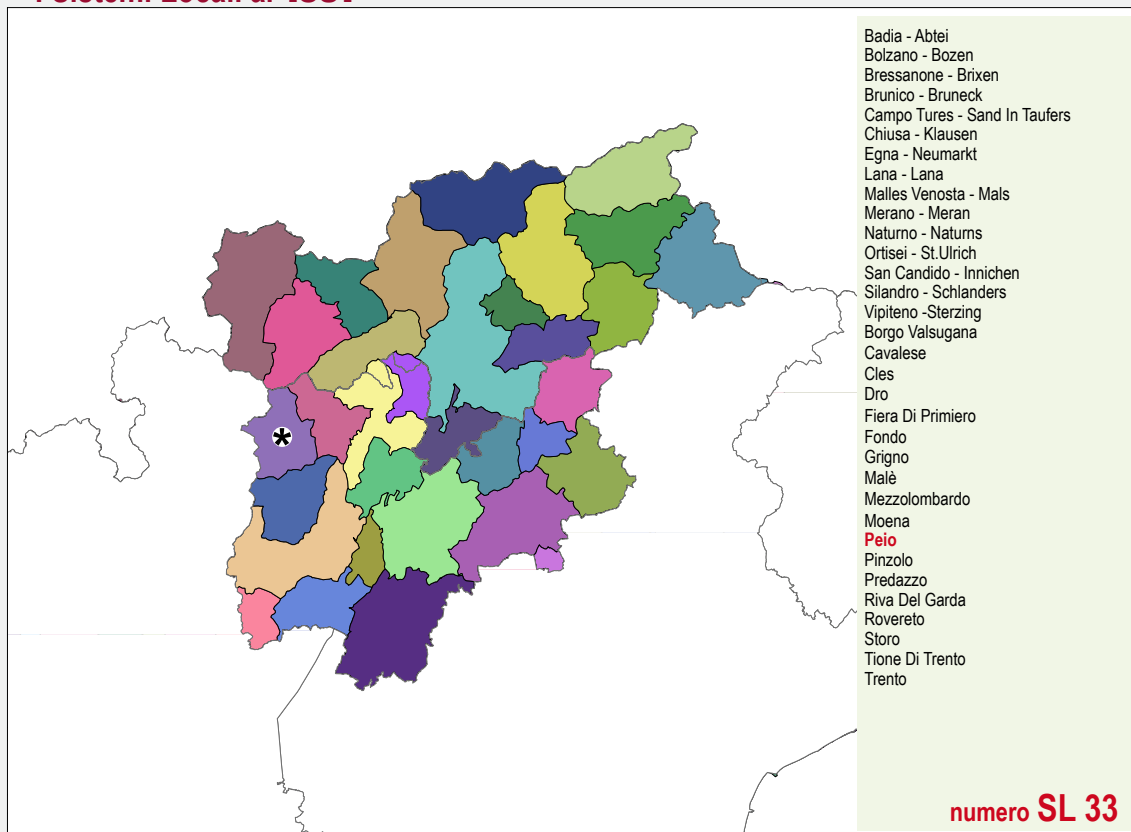 Badia - Abtei
Bolzano - Bozen
Bressanone - Brixen
Brunico - Bruneck
Campo Tures - Sand In Taufers
Chiusa - Klausen
Egna - Neumarkt
Lana - Lana
Malles Venosta - Mals
Merano - Meran
Naturno - Naturns
Ortisei - St.Ulrich
San Candido - Innichen
Silandro - Schlanders
Vipiteno -Sterzing
Borgo Valsugana
Cavalese
Cles
Dro
Fiera Di Primiero
Fondo
Grigno
Malè
Mezzolombardo
Moena
Peio
Pinzolo
Predazzo
Riva Del Garda
Rovereto
Storo
Tione Di Trento
Trento
*
numero SL 33